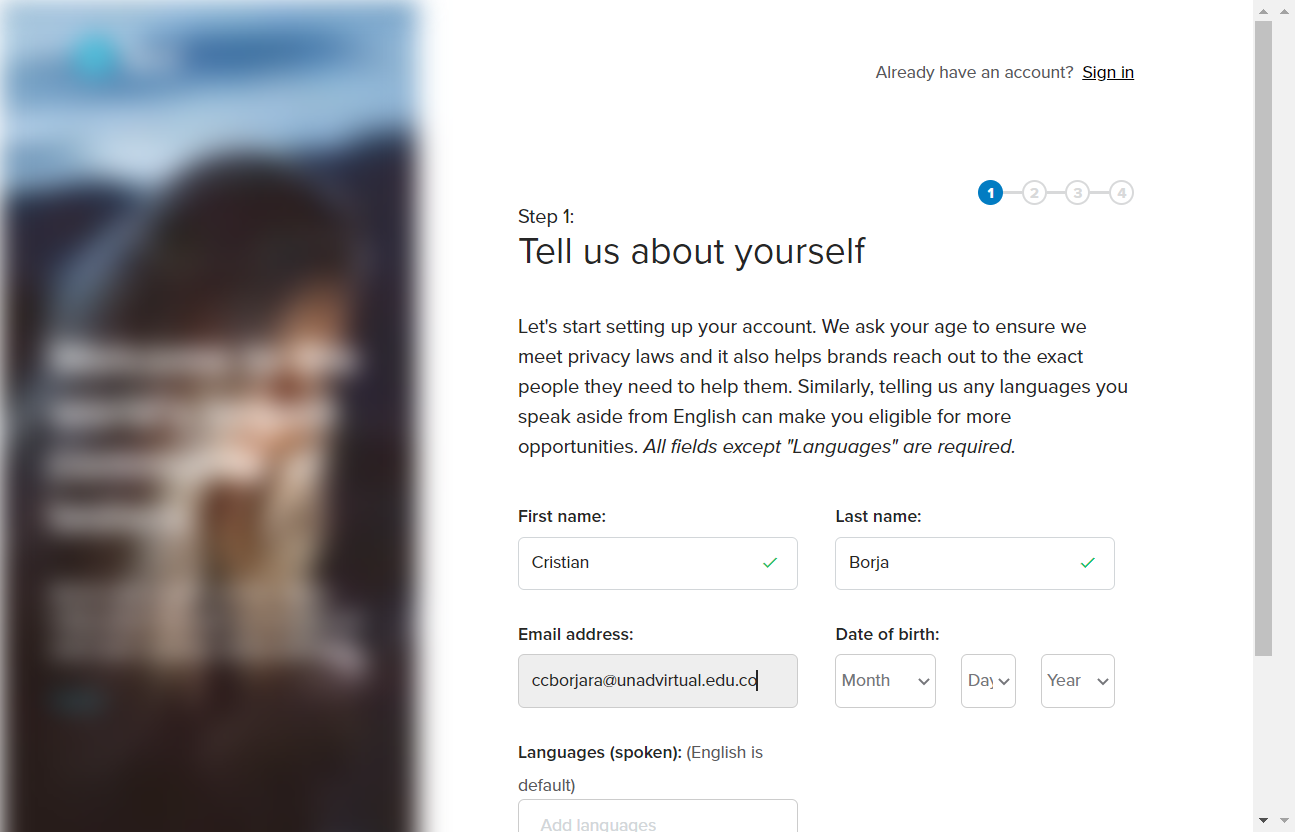 Already have an account? Sign in
1 2 3 4
Step 1:
Tell us about yourself
Let's start setting up your account. We ask your age to ensure we
meet privacy laws and it also helps brands reach out to the exact
people they need to help them. Similarly, telling us any languages you
speak aside from English can make you eligible for more
opportunities. All fields except "Languages" are required.
First name: Last name:
Cristian Borja
Email address: Date of birth:
ccborjara@unadvirtual.edu.co Month Day Year
Languages (spoken): (English is
default)
Add languages